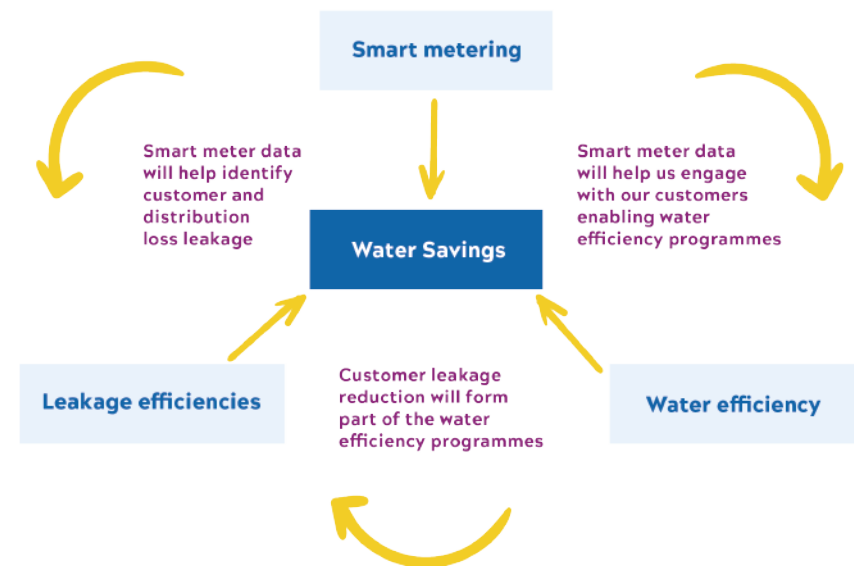 Smart metering
Smart meter data
will help identify
customer and
distribution
loss leakage
Smart meter data
will help us engage
with our customers
enabling water
efficiency programmes
Water Savings
Leakage efficiencies
Customer leakage
reduction will form
part of the water
efficiency programmes
Water efficiency